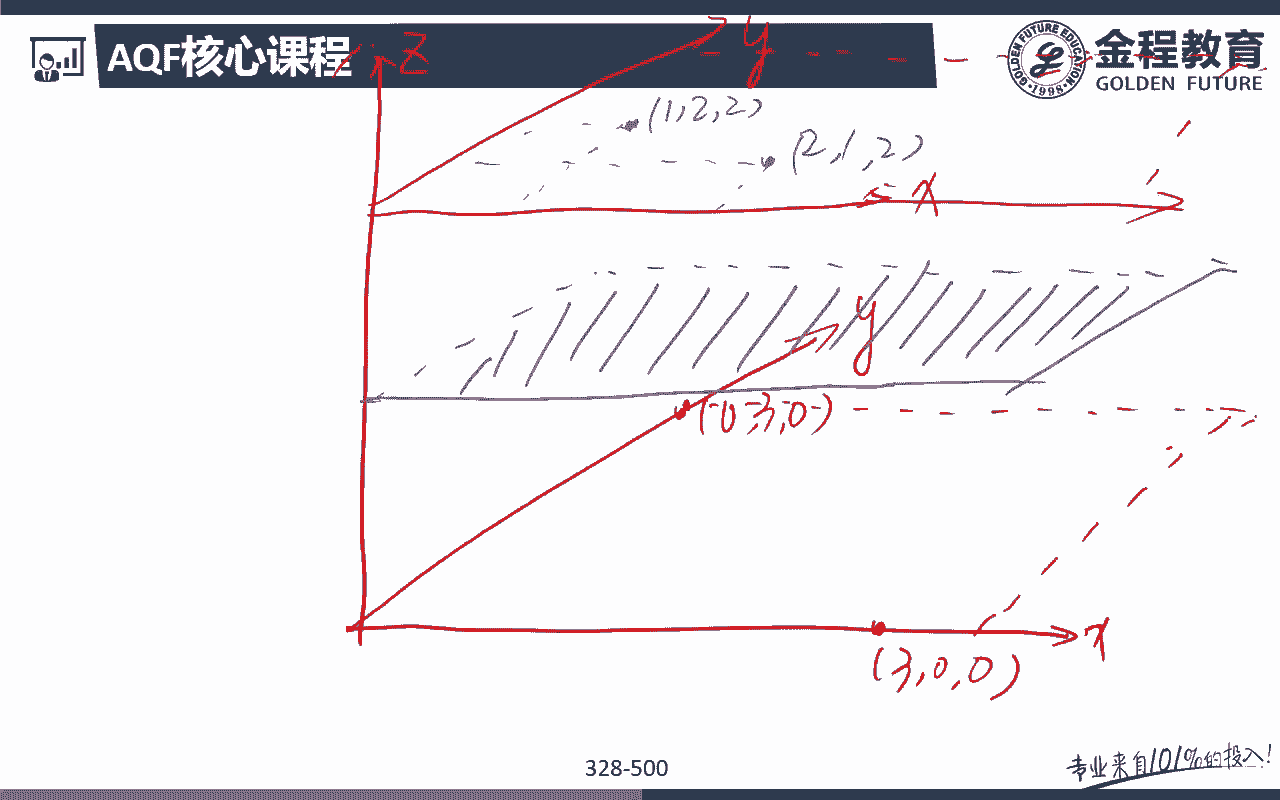 AQF核心课程
z
y
GOLDEN FUTURE EDUCATION
·1998·
金程教育
GOLDEN FUTURE
(1,2,2)
(2,1,2)
x
y
(0,3,0)
x
(3,0,0)
328-500
专业来自101%的投入!